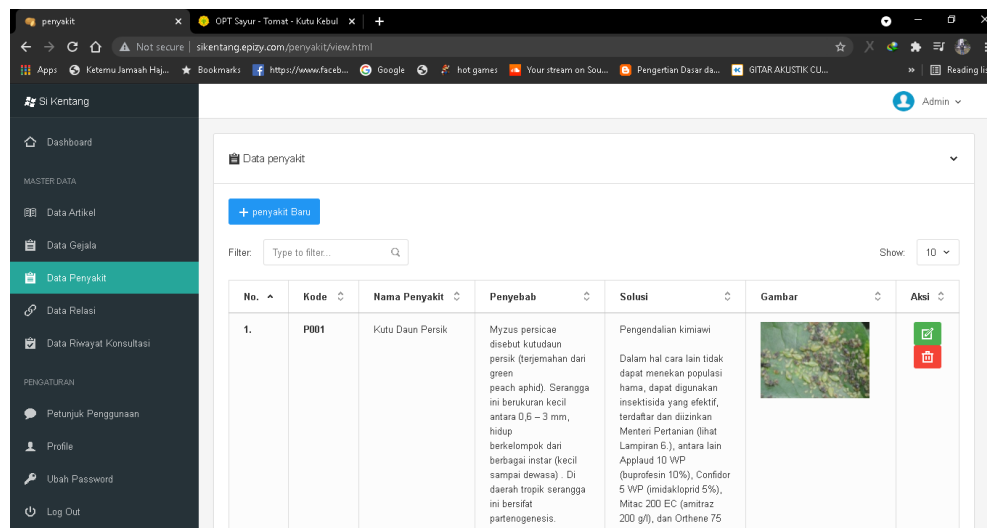 penyakit
OPT Sayur - Tomat - Kutu Kebul
Not secure | sikentang.epizy.com/penyakit/view.html
Apps Ketemu Jamaah Haj... Bookmarks https://www.faceb... Google hot games Your stream on Sou... Pengertian Dasar da... GITAR AKUSTIK CU... » Reading lis
Si Kentang
Admin
Dashboard
MASTER DATA
Data Artikel
Data Gejala
Data Penyakit
Data Relasi
Data Riwayat Konsultasi
PENGATURAN
Petunjuk Penggunaan
Profile
Ubah Password
Log Out
Data penyakit
+ penyakit Baru
Filter: Type to filter...
Show: 10
No. Kode Nama Penyakit Penyebab Solusi Gambar Aksi
1. P001 Kutu Daun Persik
Myzus persicae
disebut kutudaun
persik (terjemahan dari
green
peach aphid). Serangga
ini berukuran kecil
antara 0,6 – 3 mm,
hidup
berkelompok dari
berbagai instar (kecil
sampai dewasa) . Di
daerah tropik serangga
ini bersifat
partenogenesis.
Pengendalian kimiawi
Dalam hal cara lain tidak
dapat menekan populasi
hama, dapat digunakan
insektisida yang efektif,
terdaftar dan diizinkan
Menteri Pertanian (lihat
Lampiran 6.), antara lain
Applaud 10 WP
(buprofesin 10%), Confidor
5 WP (imidakloprid 5%),
Mitac 200 EC (amitraz
200 g/l), dan Orthene 75